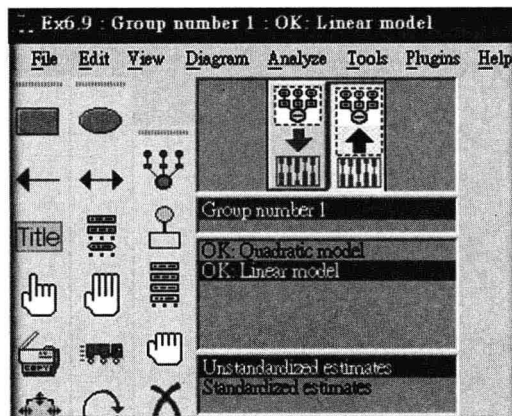 Ex6.9 : Group number 1 : OK: Linear model
File Edit View Diagram Analyze Tools Plugins Help
Title
Group number 1
OK: Quadratic model
OK: Linear model
COPY
Unstandardized estimates
Standardized estimates